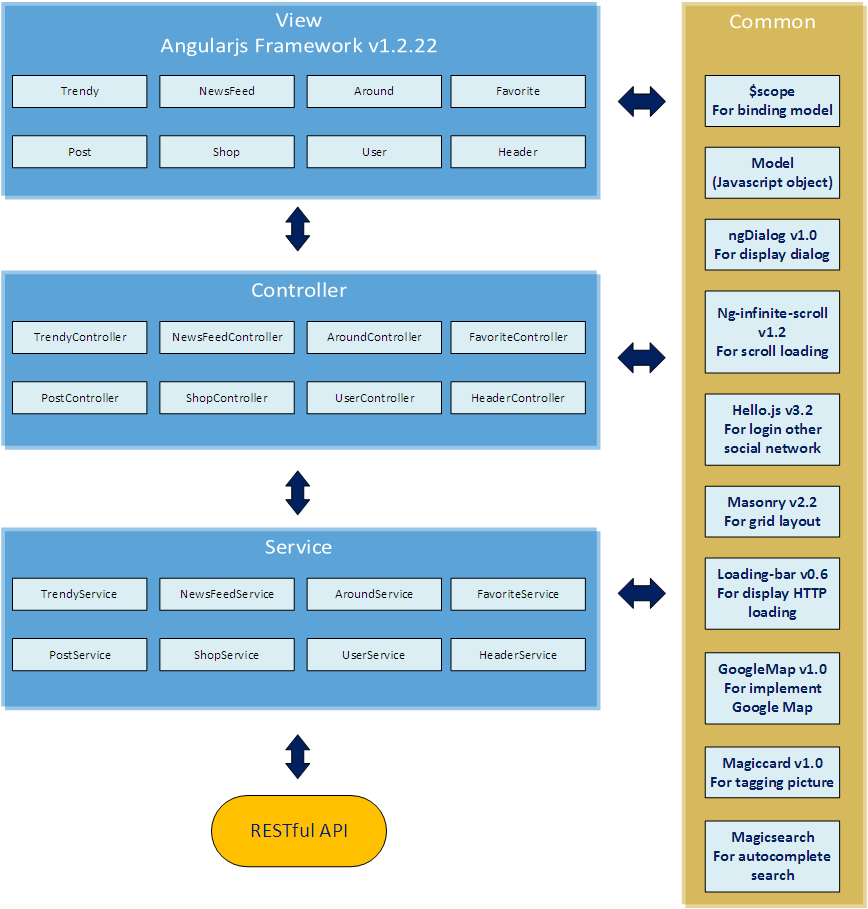 View
Angularjs Framework v1.2.22
Trendy
NewsFeed
Around
Favorite
Post
Shop
User
Header
Controller
TrendyController
NewsFeedController
AroundController
FavoriteController
PostController
ShopController
UserController
HeaderController
Service
TrendyService
NewsFeedService
AroundService
FavoriteService
PostService
ShopService
UserService
HeaderService
RESTful API
Common
$scope
For binding model
Model
(Javascript object)
ngDialog v1.0
For display dialog
Ng-infinite-scroll
v1.2
For scroll loading
Hello.js v3.2
For login other
social network
Masonry v2.2
For grid layout
Loading-bar v0.6
For display HTTP
loading
GoogleMap v1.0
For implement
Google Map
Magiccard v1.0
For tagging picture
Magicsearch
For autocomplete
search